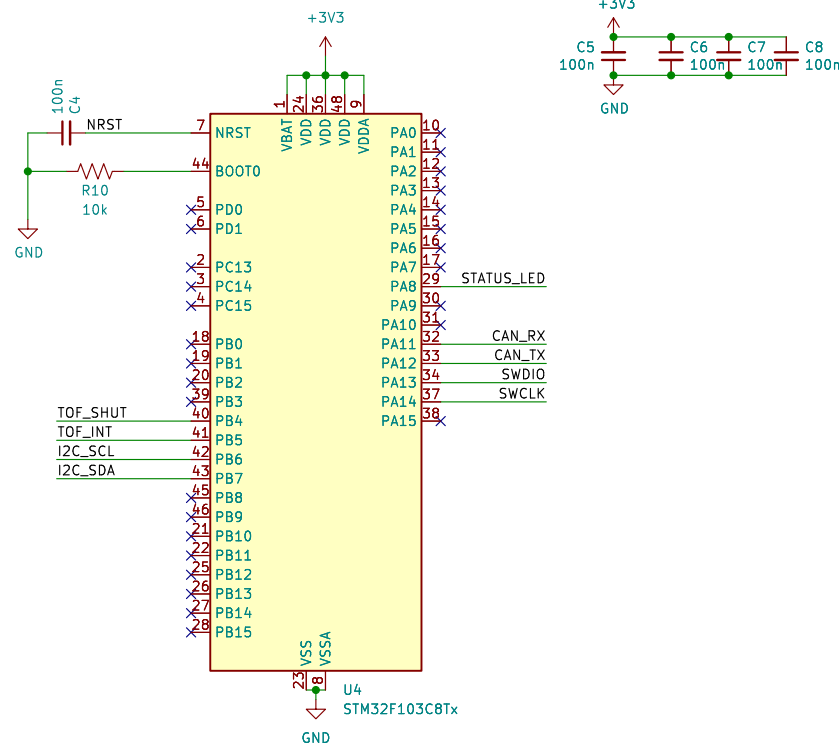 +3V3
+3V3
C5
100n
C6
100n
C7
100n
C8
100n
GND
100n
C4
NRST
R10
10k
GND
1
24
36
48
9
VBAT
VDD
VDD
VDD
VDDA
7 NRST
44 BOOT0
5 PD0
6 PD1
2 PC13
3 PC14
4 PC15
18 PB0
19 PB1
20 PB2
39 PB3
TOF_SHUT 40 PB4
TOF_INT 41 PB5
I2C_SCL 42 PB6
I2C_SDA 43 PB7
45 PB8
46 PB9
21 PB10
22 PB11
25 PB12
26 PB13
27 PB14
28 PB15
PA0 10
PA1 11
PA2 12
PA3 13
PA4 14
PA5 15
PA6 16
PA7 17
PA8 29 STATUS_LED
PA9 30
PA10 31
PA11 32 CAN_RX
PA12 33 CAN_TX
PA13 34 SWDIO
PA14 37 SWCLK
PA15 38
VSS
VSSA
23
8
U4
STM32F103C8Tx
GND